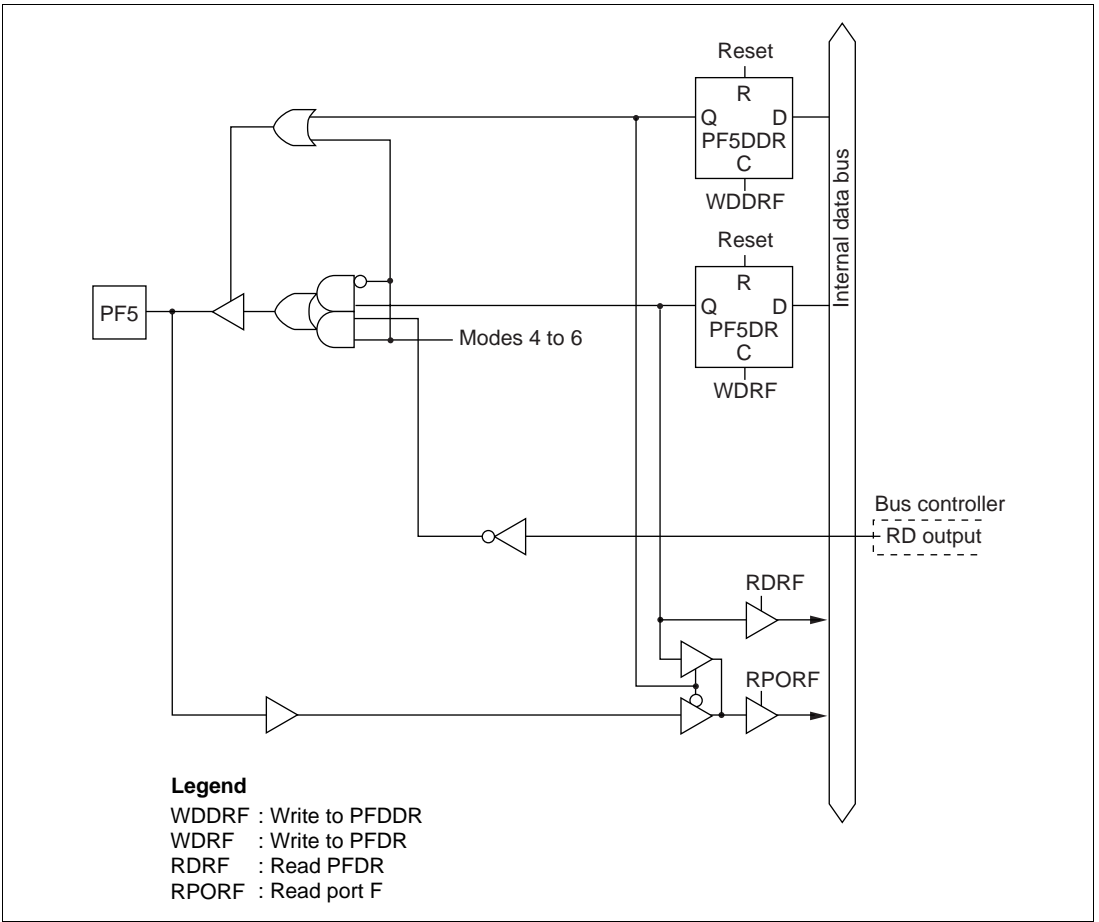 Reset
R
Q D
PF5DDR
C
WDDRF
Internal data bus
Reset
R
Q D
PF5DR
C
WDRF
PF5
Modes 4 to 6
Bus controller
RD output
RDRF
RPORF
Legend
WDDRF : Write to PFDDR
WDRF : Write to PFDR
RDRF : Read PFDR
RPORF : Read port F